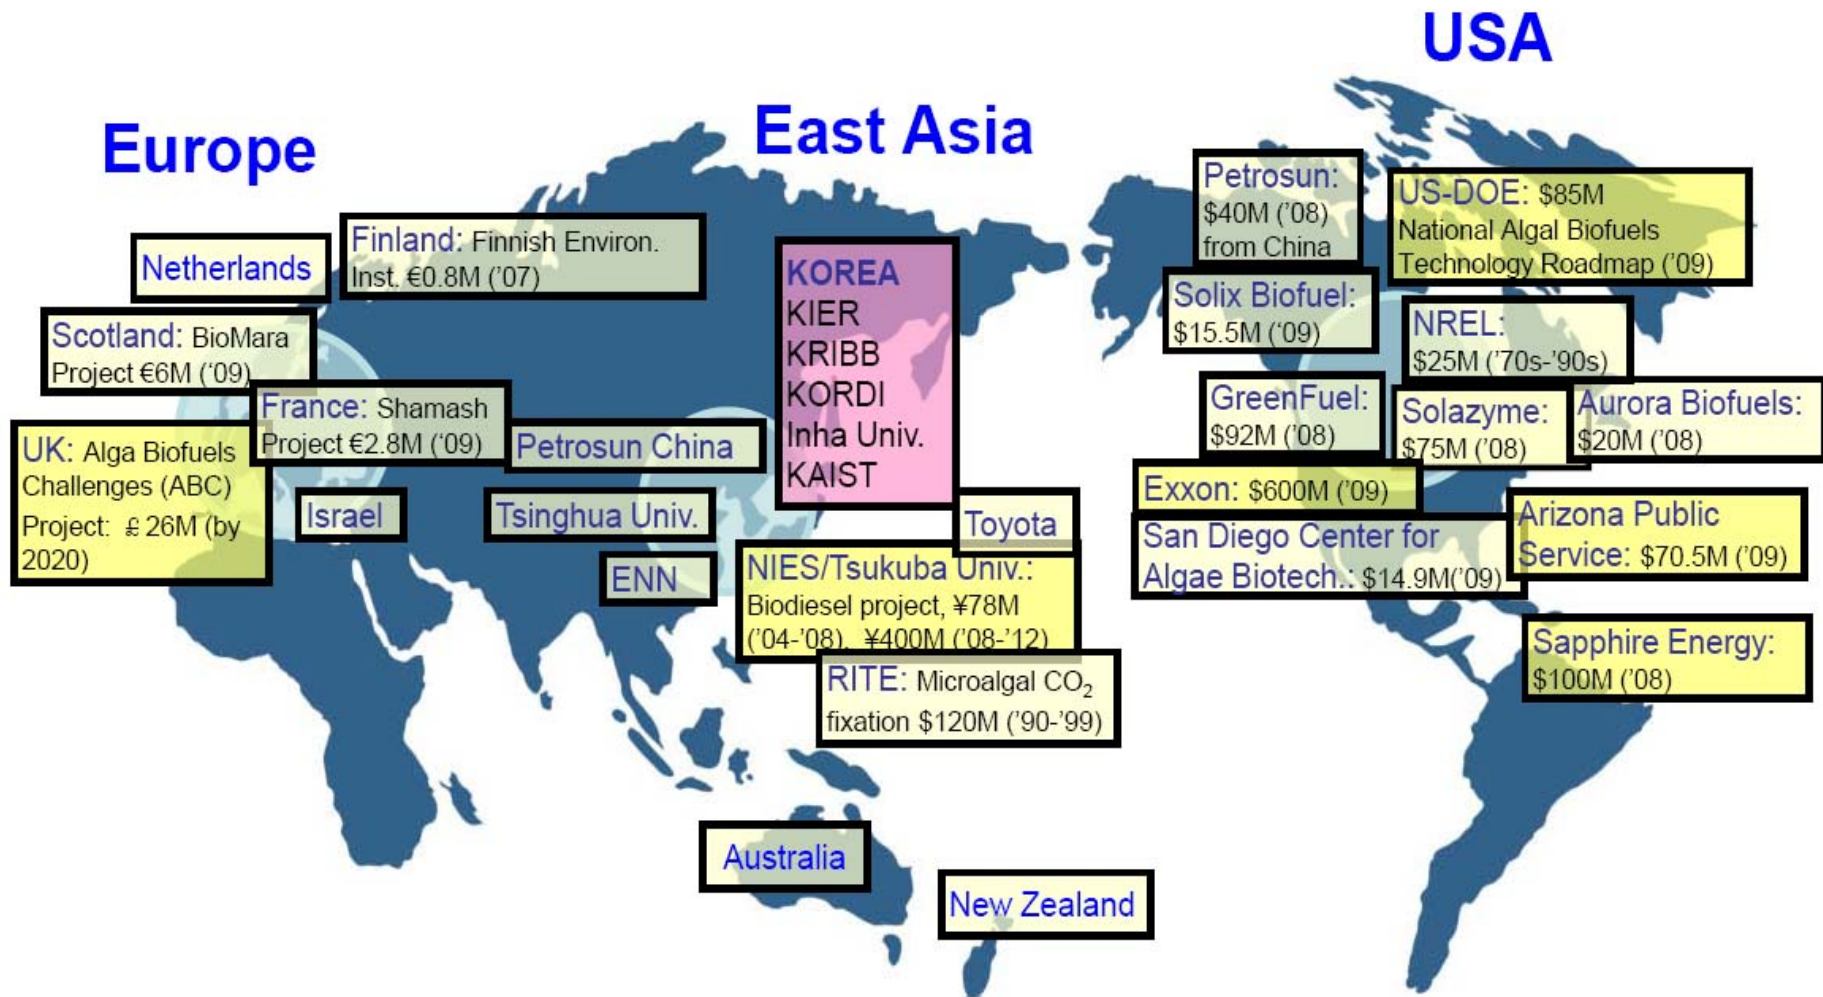 USA
East Asia
Europe
Netherlands
Finland: Finnish Environ.
Inst. €0.8M ('07)
Scotland: BioMara
Project €6M ('09)
France: Shamash
Project €2.8M ('09)
UK: Alga Biofuels
Challenges (ABC)
Project: £ 26M (by
2020)
Israel
Petrosun China
Tsinghua Univ.
ENN
KOREA
KIER
KRIBB
KORDI
Inha Univ.
KAIST
Toyota
NIES/Tsukuba Univ.:
Biodiesel project, ¥78M
('04-'08), ¥400M ('08-'12)
RITE: Microalgal CO₂
fixation $120M ('90-'99)
Australia
New Zealand
Petrosun:
$40M ('08)
from China
US-DOE: $85M
National Algal Biofuels
Technology Roadmap ('09)
Solix Biofuel:
$15.5M ('09)
NREL:
$25M ('70s-'90s)
GreenFuel:
$92M ('08)
Solazyme:
$75M ('08)
Aurora Biofuels:
$20M ('08)
Exxon: $600M ('09)
San Diego Center for
Algae Biotech.: $14.9M('09)
Arizona Public
Service: $70.5M ('09)
Sapphire Energy:
$100M ('08)